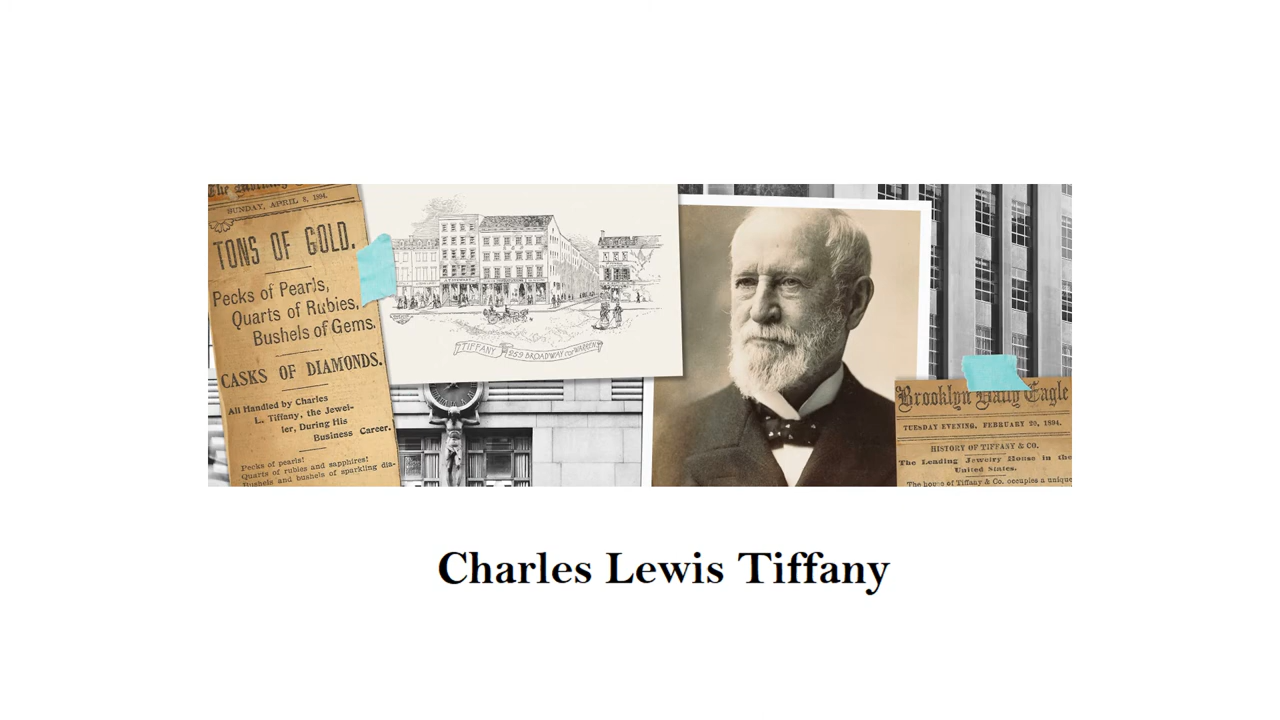 SUNDAY, APRIL 8, 1894.
TONS OF GOLD.
Pecks of Pearls,
Quarts of Rubies,
Bushels of Gems.
CASKS OF DIAMONDS.
All Handled by Charles
L. Tiffany, the Jewel-
ler, During His
Business Career.
Pecks of pearls!
Quarts of rubies and sapphires!
Bushels and bushels of sparkling dia-
TIFFANY 259 BROADWAY cor WARREN
Brooklyn Daily Eagle
TUESDAY EVENING, FEBRUARY 20, 1894.
HISTORY OF TIFFANY & CO.
The Leading Jewelry House in the
United States.
The house of Tiffany & Co. occupies a unique
Charles Lewis Tiffany